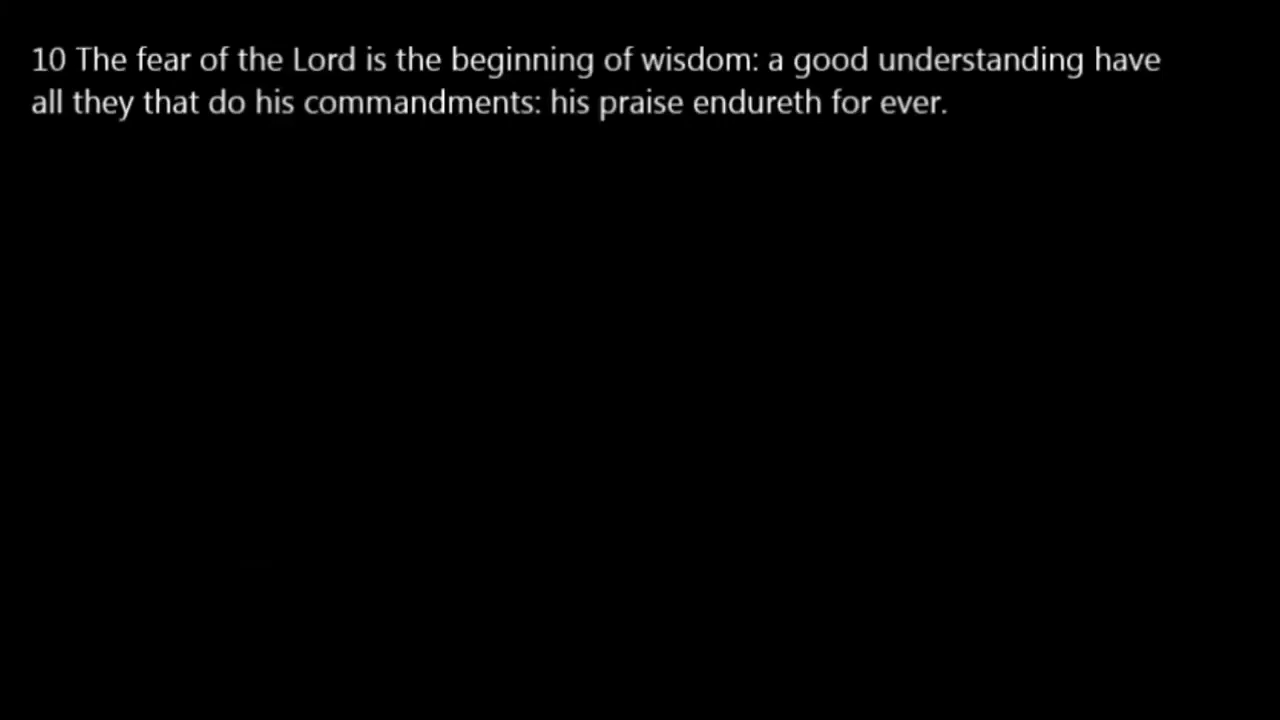 10 The fear of the Lord is the beginning of wisdom: a good understanding have
all they that do his commandments: his praise endureth for ever.